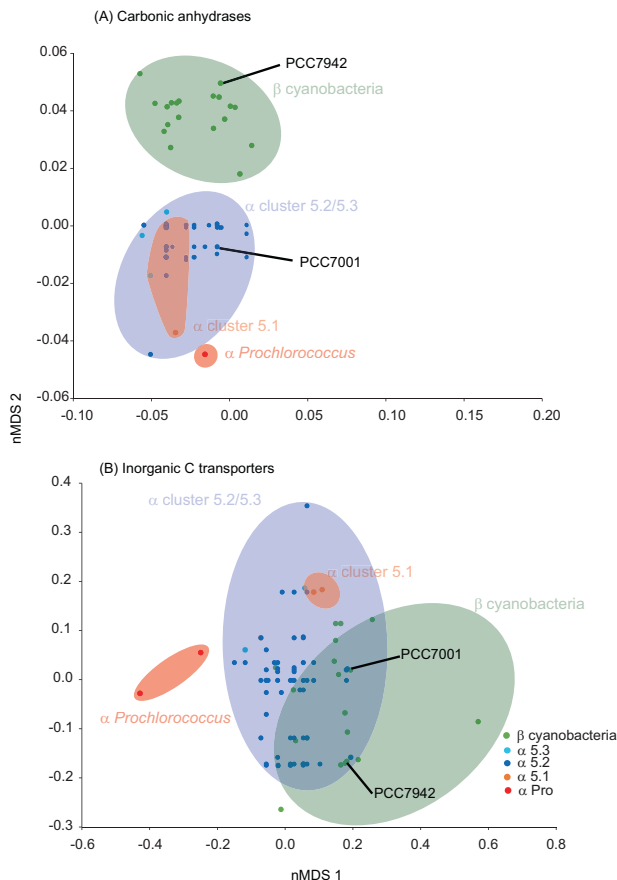 (A) Carbonic anhydrases
0.06
PCC7942
β cyanobacteria
0.04
0.02
α cluster 5.2/5.3
0.00
PCC7001
-0.02
α cluster 5.1
-0.04
α Prochlorococcus
-0.06
-0.10
-0.05
0.00
0.05
0.10
0.15
0.20
nMDS 2
(B) Inorganic C transporters
0.4
α cluster 5.2/5.3
0.3
0.2
α cluster 5.1
β cyanobacteria
0.1
PCC7001
0.0
α Prochlorococcus
-0.1
β cyanobacteria
α 5.3
α 5.2
-0.2
PCC7942
α 5.1
α Pro
-0.3
-0.6
-0.4
-0.2
0.0
0.2
0.4
0.6
0.8
nMDS 1